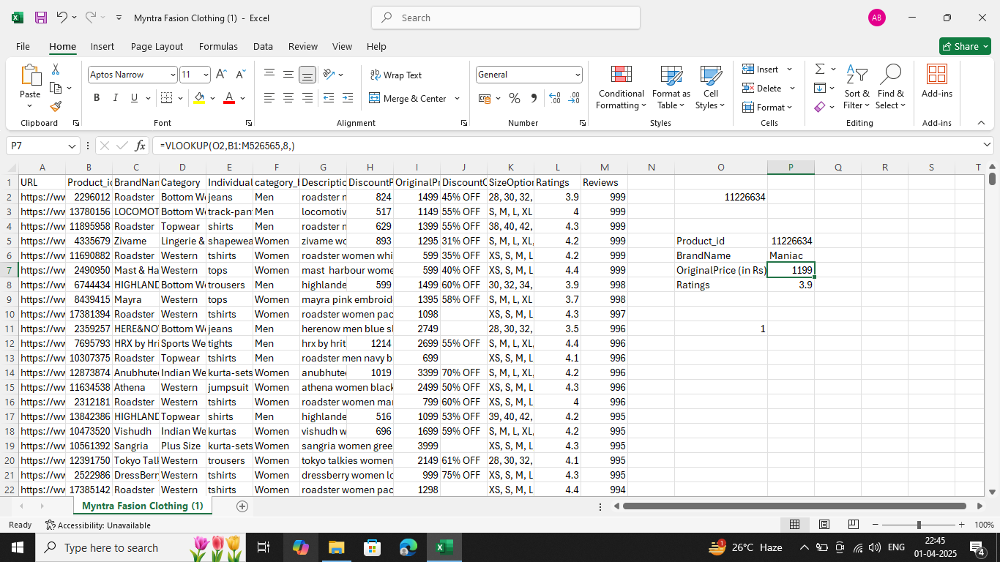 Myntra Fasion Clothing (1) - Excel
Search
AB
File Home Insert Page Layout Formulas Data Review View Help
Share
Paste
Clipboard
Aptos Narrow 11
B I U
Font
Wrap Text
Merge & Center
Alignment
General
Number
Conditional Formatting
Format as Table
Cell Styles
Styles
Insert
Delete
Format
Cells
Sort & Filter
Find & Select
Editing
Add-ins
Add-ins
P7 fx =VLOOKUP(O2,B1:M526565,8,)
A B C D E F G H I J K L M N O P Q R S T
1 URL Product_i BrandNan Category Individual category_ Descriptic DiscountP OriginalPr DiscountO SizeOption Ratings Reviews
2 https://ww 2296012 Roadster Bottom We jeans Men roadster n 824 1499 45% OFF 28, 30, 32, 3.9 999 11226634
3 https://ww 13780156 LOCOMOT Bottom We track-pan Men locomotiv 517 1149 55% OFF S, M, L, XL 4 999
4 https://ww 11895958 Roadster Topwear shirts Men roadster n 629 1399 55% OFF 38, 40, 42, 4.3 999
5 https://ww 4335679 Zivame Lingerie & shapewea Women zivame wo 893 1295 31% OFF S, M, L, XL, 4.2 999 Product_id 11226634
6 https://ww 11690882 Roadster Western tshirts Women roadster women whi 599 35% OFF XS, S, M, L 4.2 999 BrandName Maniac
7 https://ww 2490950 Mast & Ha Western tops Women mast harbour wome 599 40% OFF XS, S, M, L 4.4 999 OriginalPrice (in Rs) 1199
8 https://ww 6744434 HIGHLAND Bottom We trousers Men highlande 599 1499 60% OFF 30, 32, 34, 3.9 998 Ratings 3.9
9 https://ww 8439415 Mayra Western tops Women mayra pink embroid 1395 58% OFF S, M, L, XL 3.7 998
10 https://ww 17381394 Roadster Western tshirts Women roadster women pac 1098 XS, S, M, L 4.3 997
11 https://ww 2359257 HERE&NO Bottom We jeans Men herenow men blue sl 2749 28, 30, 32, 3.5 996 1
12 https://ww 7695793 HRX by Hri Sports We tights Men hrx by hrit 1214 2699 55% OFF S, M, L, XL, 4.4 996
13 https://ww 10307375 Roadster Topwear tshirts Men roadster men navy b 699 XS, S, M, L 4.1 996
14 https://ww 12873874 Anubhute Indian We kurta-sets Women anubhute 1019 3399 70% OFF S, M, L, XL, 4.2 996
15 https://ww 11634538 Athena Western jumpsuit Women athena women black 2499 50% OFF XS, S, M, L 4.3 996
16 https://ww 2312181 Roadster Western tshirts Women roadster women mar 799 60% OFF XS, S, M, L 4 996
17 https://ww 13842386 HIGHLAND Topwear shirts Men highlande 516 1099 53% OFF 39, 40, 42, 4.2 995
18 https://ww 10473520 Vishudh Indian We kurtas Women vishudh w 696 1699 59% OFF S, M, L, XL, 4.2 995
19 https://ww 10561392 Sangria Plus Size kurta-sets Women sangria women gree 3999 XS, S, M, L 4.3 995
20 https://ww 12391750 Tokyo Tal Western trousers Women tokyo talkies women 2149 61% OFF 28, 30, 32, 4.1 995
21 https://ww 2522986 DressBerr Western tshirts Women dressberry women lo 999 75% OFF XS, S, M, L 4.3 995
22 https://ww 17385142 Roadster Western tshirts Women roadster women pac 1298 XS, S, M, L 4.4 994
Myntra Fasion Clothing (1)
Ready Accessibility: Unavailable 100%
Type here to search
26°C Haze
ENG
22:45
01-04-2025
4